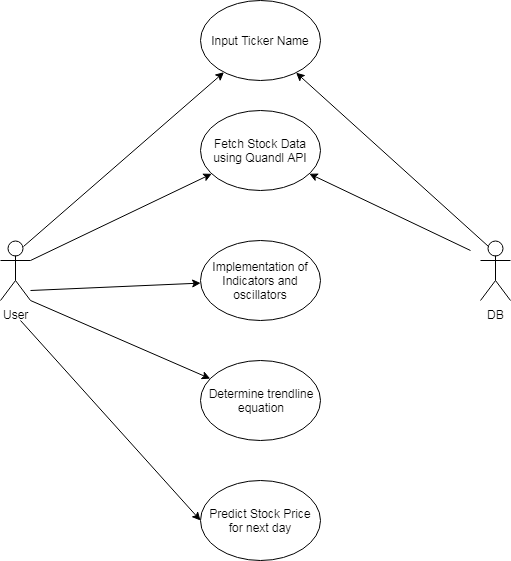 Input Ticker Name
Fetch Stock Data
using Quandl API
Implementation of
Indicators and
oscillators
User
DB
Determine trendline
equation
Predict Stock Price
for next day